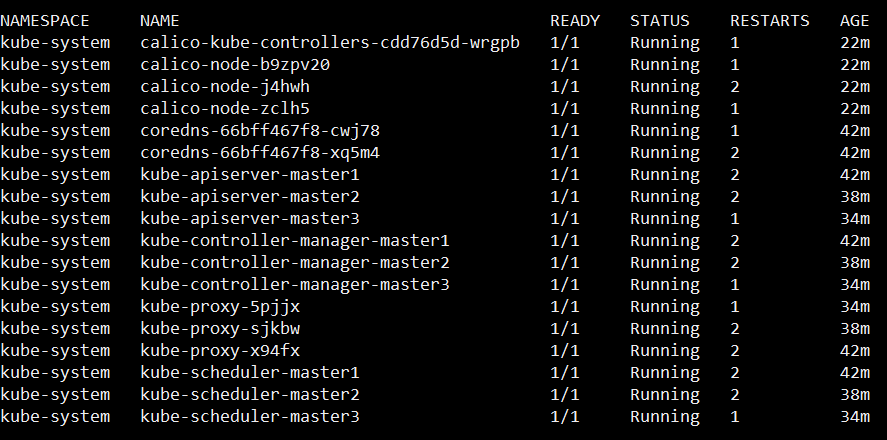 NAMESPACE NAME READY STATUS RESTARTS AGE
kube-system calico-kube-controllers-cdd76d5d-wrgpb 1/1 Running 1 22m
kube-system calico-node-b9zpv20 1/1 Running 1 22m
kube-system calico-node-j4hwh 1/1 Running 2 22m
kube-system calico-node-zclh5 1/1 Running 1 22m
kube-system coredns-66bff467f8-cwj78 1/1 Running 1 42m
kube-system coredns-66bff467f8-xq5m4 1/1 Running 2 42m
kube-system kube-apiserver-master1 1/1 Running 2 42m
kube-system kube-apiserver-master2 1/1 Running 2 38m
kube-system kube-apiserver-master3 1/1 Running 1 34m
kube-system kube-controller-manager-master1 1/1 Running 2 42m
kube-system kube-controller-manager-master2 1/1 Running 2 38m
kube-system kube-controller-manager-master3 1/1 Running 1 34m
kube-system kube-proxy-5pjjx 1/1 Running 1 34m
kube-system kube-proxy-sjkbw 1/1 Running 2 38m
kube-system kube-proxy-x94fx 1/1 Running 2 42m
kube-system kube-scheduler-master1 1/1 Running 2 42m
kube-system kube-scheduler-master2 1/1 Running 2 38m
kube-system kube-scheduler-master3 1/1 Running 1 34m